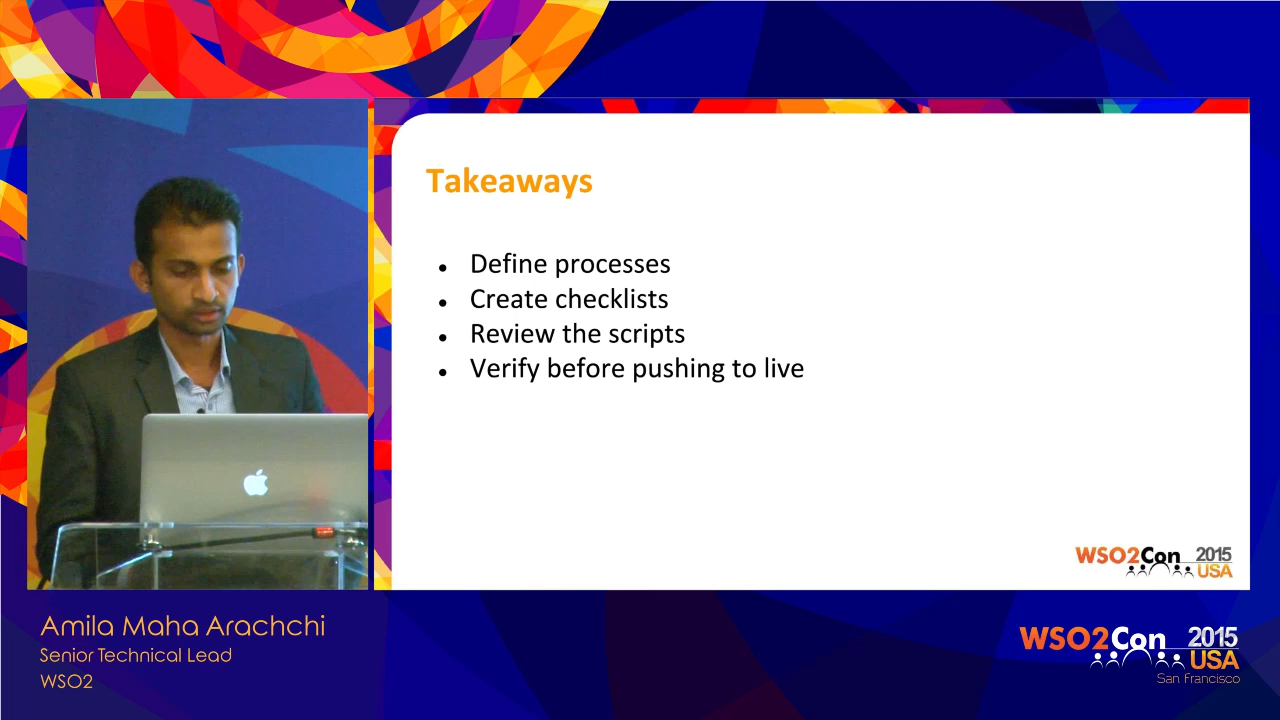 Takeaways
Define processes
Create checklists
Review the scripts
Verify before pushing to live
WSO2Con 2015
USA
Amila Maha Arachchi
Senior Technical Lead
WSO2
WSO2Con 2015
USA
San Francisco